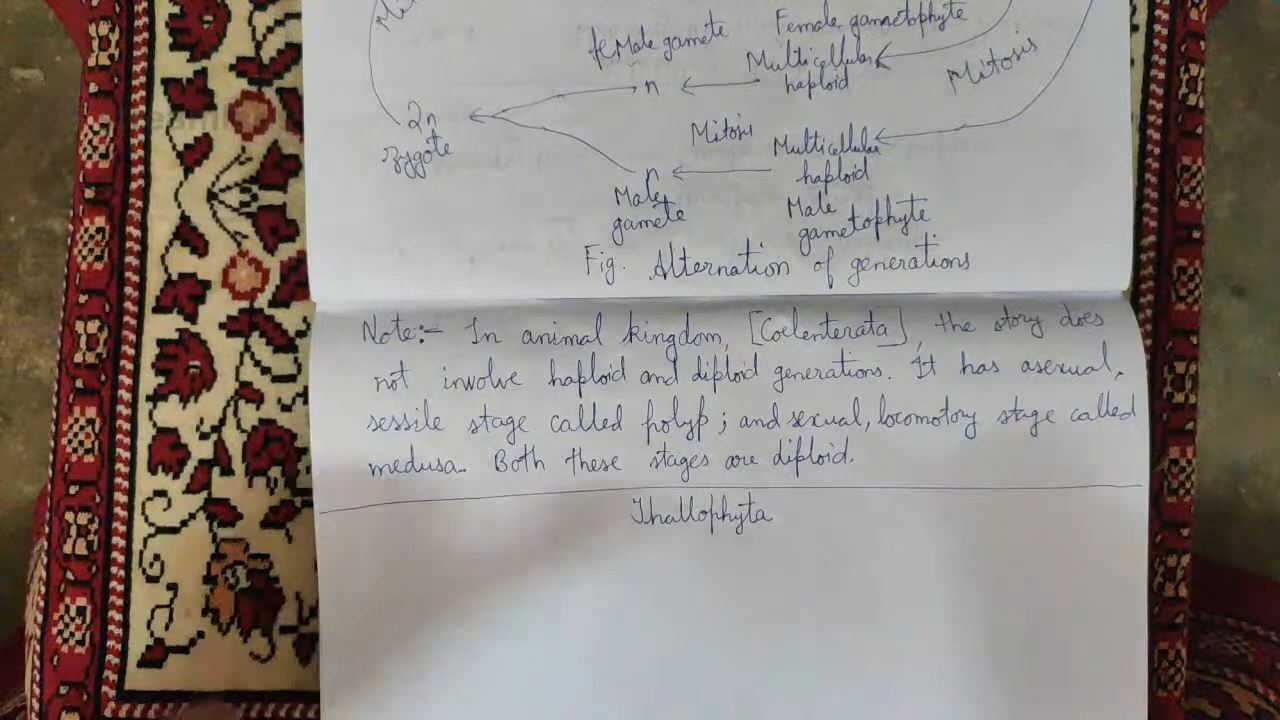 Female gametophyte
female gamete
Multicellular
haploid
Mitosis
n
2n
zygote
Mitosis
Multicellular
haploid
n
Male
gamete
Male
gametophyte
Fig. Alternation of generations
Note:- In animal kingdom, [Coelenterata], the story does
not involve haploid and diploid generations. It has asexual,
sessile stage called polyp; and sexual, locomotory stage called
medusa. Both these stages are diploid.
Thallophyta